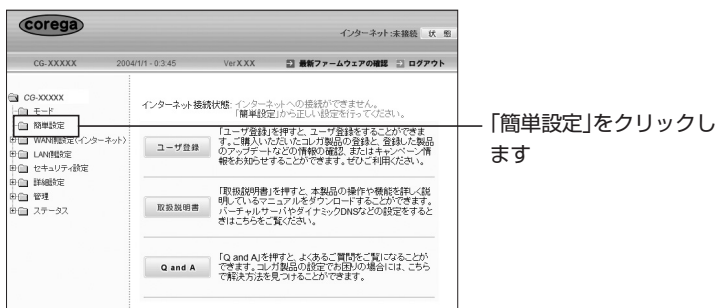 corega
インターネット:未接続 状 態
CG-XXXXX 2004/1/1 - 0:3:45 Ver X.XX 最新ファームウェアの確認 ログアウト
CG-XXXXX
モード
簡単設定
WAN側設定(インターネット)
LAN側設定
セキュリティ設定
詳細設定
管理
ステータス
インターネット接続状態: インターネットへの接続ができません。
「簡単設定」から正しい設定を行ってください。
ユーザ登録
「ユーザ登録」を押すと、ユーザ登録をすることができま
す。ご購入いただいたコレガ製品の登録と、登録した製品
のアップデートなどの情報の確認、またはキャンペーン情
報をお知らせすることができます。ぜひご利用ください。
取扱説明書
「取扱説明書」を押すと、本製品の操作や機能を詳しく説
明しているマニュアルをダウンロードすることができます。
バーチャルサーバやダイナミックDNSなどの設定をすると
きはこちらをご覧ください。
Q and A
「Q and A」を押すと、よくあるご質問をご覧になることが
できます。コレガ製品の設定でお困りの場合には、こちら
で解決方法を見つけることができます。
「簡単設定」をクリックし
ます